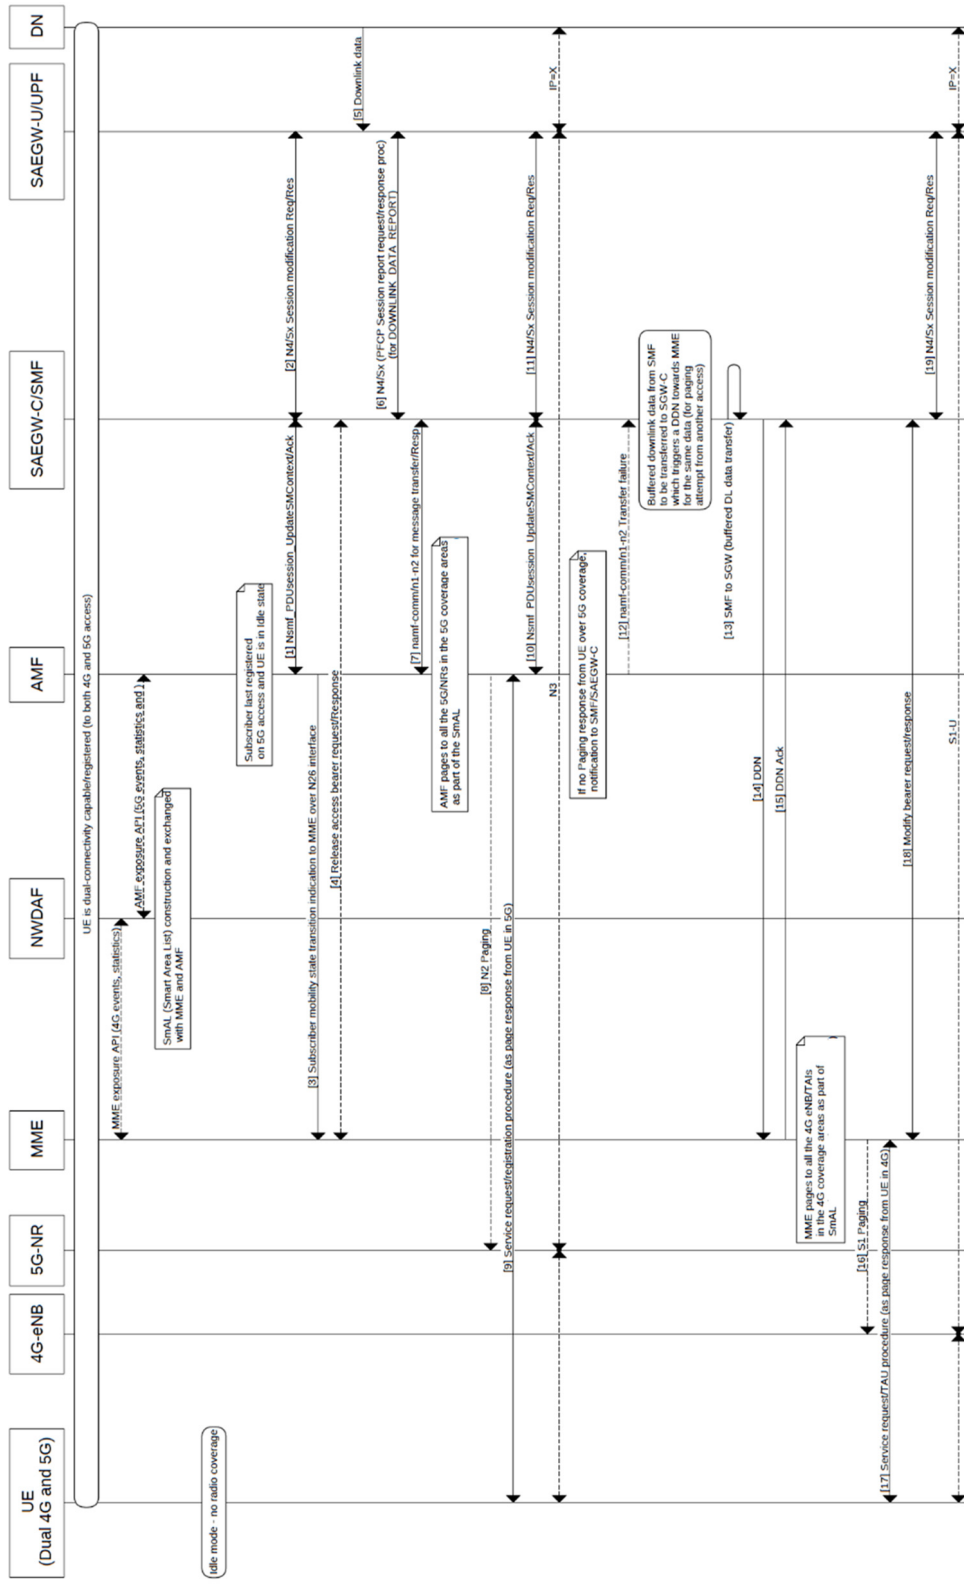 UE
(Dual 4G and 5G)
4G-eNB
5G-NR
MME
NWDAF
AMF
SAEGW-C/SMF
SAEGW-U/UPF
DN
UE is dual-connectivity capable/registered (to both 4G and 5G access)
MME exposure API (4G events, statistics)
AMF exposure API (5G events, statistics and )
SmAL (Smart Area List) construction and exchanged
with MME and AMF
Idle mode - no radio coverage
Subscriber last registered
on 5G access and UE is in Idle state
[1] Nsmf_PDUsession_UpdateSMContext/Ack
[2] N4/Sx Session modification Req/Res
[3] Subscriber mobility state transition indication to MME over N26 interface
[4] Release access bearer request/Response
[5] Downlink data
[6] N4/Sx (PFCP Session report request/response proc)
(for DOWNLINK_DATA_REPORT)
[7] namf-comm/n1-n2 for message transfer/Resp
AMF pages to all the 5G/NRs in the 5G coverage areas
as part of the SmAL
[8] N2 Paging
[9] Service request/registration procedure (as page response from UE in 5G)
[10] Nsmf_PDUsession_UpdateSMContext/Ack
[11] N4/Sx Session modification Req/Res
N3
IP=X
If no Paging response from UE over 5G coverage,
notification to SMF/SAEGW-C
[12] namf-comm/n1-n2 Transfer failure
Buffered downlink data from SMF
to be transferred to SGW-C
which triggers a DDN towards MME
for the same data (for paging
attempt from another access)
[13] SMF to SGW (buffered DL data transfer)
[14] DDN
[15] DDN Ack
MME pages to all the 4G eNB/TAIs
in the 4G coverage areas as part of
SmAL
[16] S1 Paging
[17] Service request/TAU procedure (as page response from UE in 4G)
[18] Modify bearer request/response
[19] N4/Sx Session modification Req/Res
S1-U
IP=X